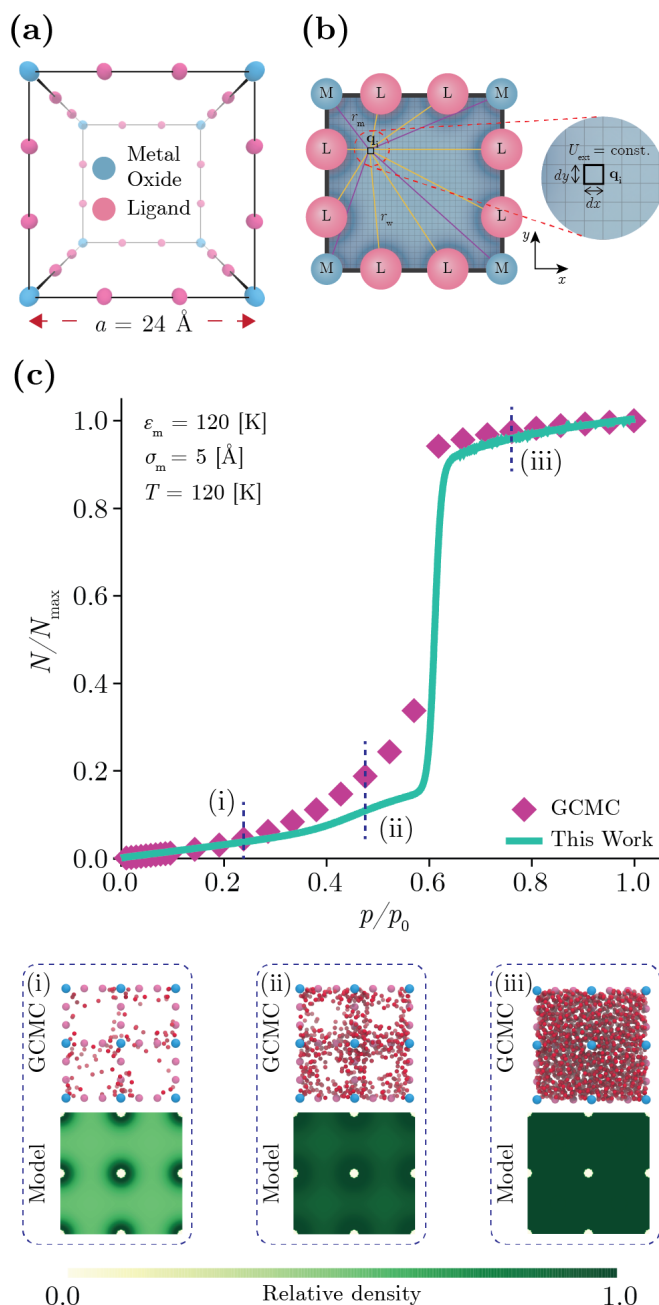 (a)
Metal
Oxide
Ligand
a = 24 Å
(b)
M L L M
r_m
q_i
L L
r_w
L L
M L L M
y
x
U_ext = const.
dy q_i
dx
(c)
ε_m = 120 [K]
σ_m = 5 [Å]
T = 120 [K]
(iii)
(i)
(ii)
GCMC
This Work
N/N_max
1.0
0.8
0.6
0.4
0.2
0.0
0.0 0.2 0.4 0.6 0.8 1.0
p/p_0
(i) (ii) (iii)
GCMC GCMC GCMC
Model Model Model
0.0 Relative density 1.0